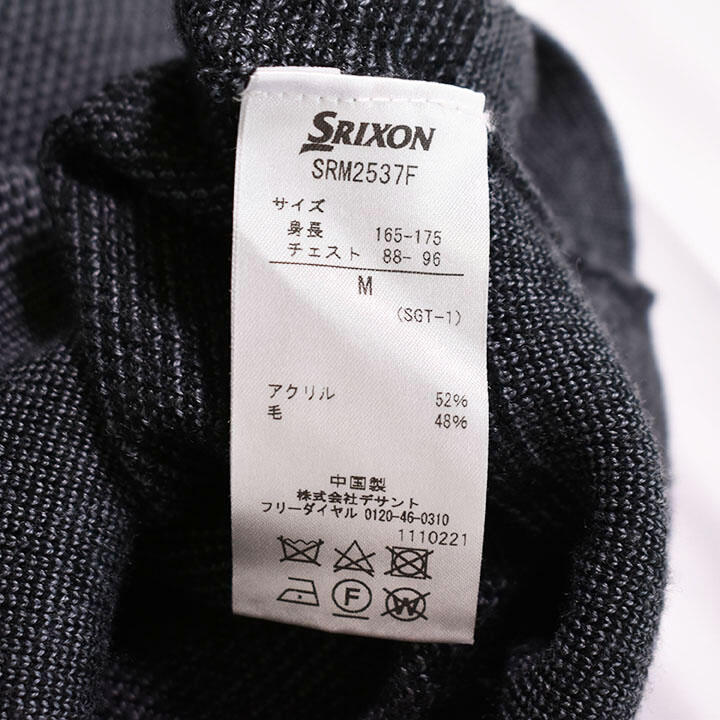 SRIXON
SRM2537F
サイズ
身長 165-175
チェスト 88- 96
M
(SGT-1)
アクリル 52%
毛 48%
中国製
株式会社デサント
フリーダイヤル 0120-46-0310
1110221
F
W